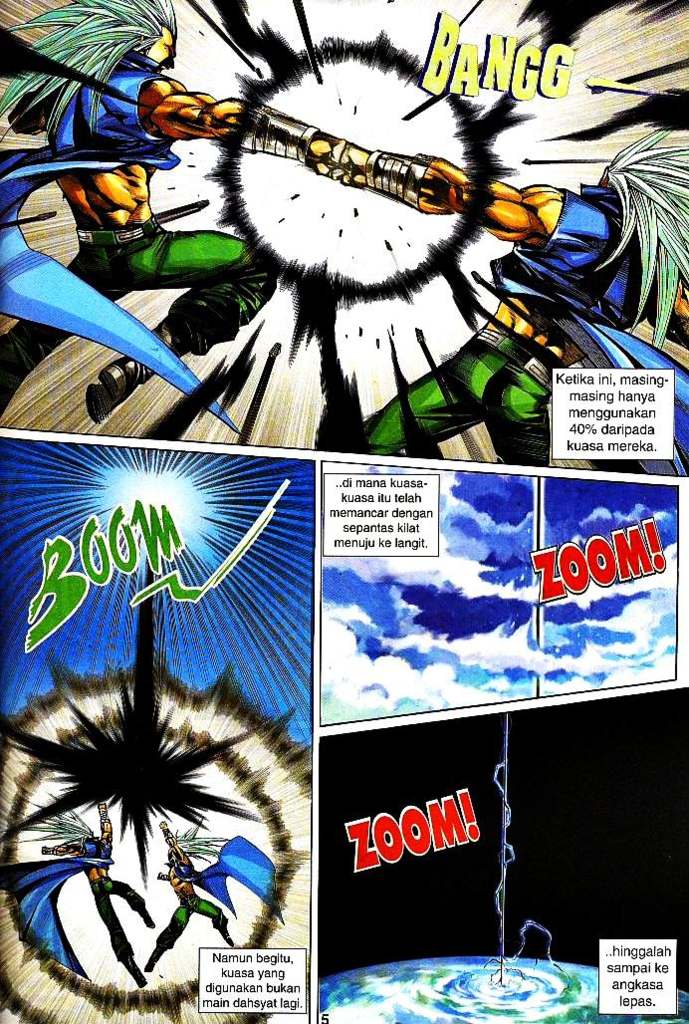 BANGG
Ketika ini, masing-
masing hanya
menggunakan
40% daripada
kuasa mereka.
BOOM
Namun begitu,
kuasa yang
digunakan bukan
main dahsyat lagi.
..di mana kuasa-
kuasa itu telah
memancar dengan
sepantas kilat
menuju ke langit.
ZOOM!
ZOOM!
..hinggalah
sampai ke
angkasa
lepas.
5